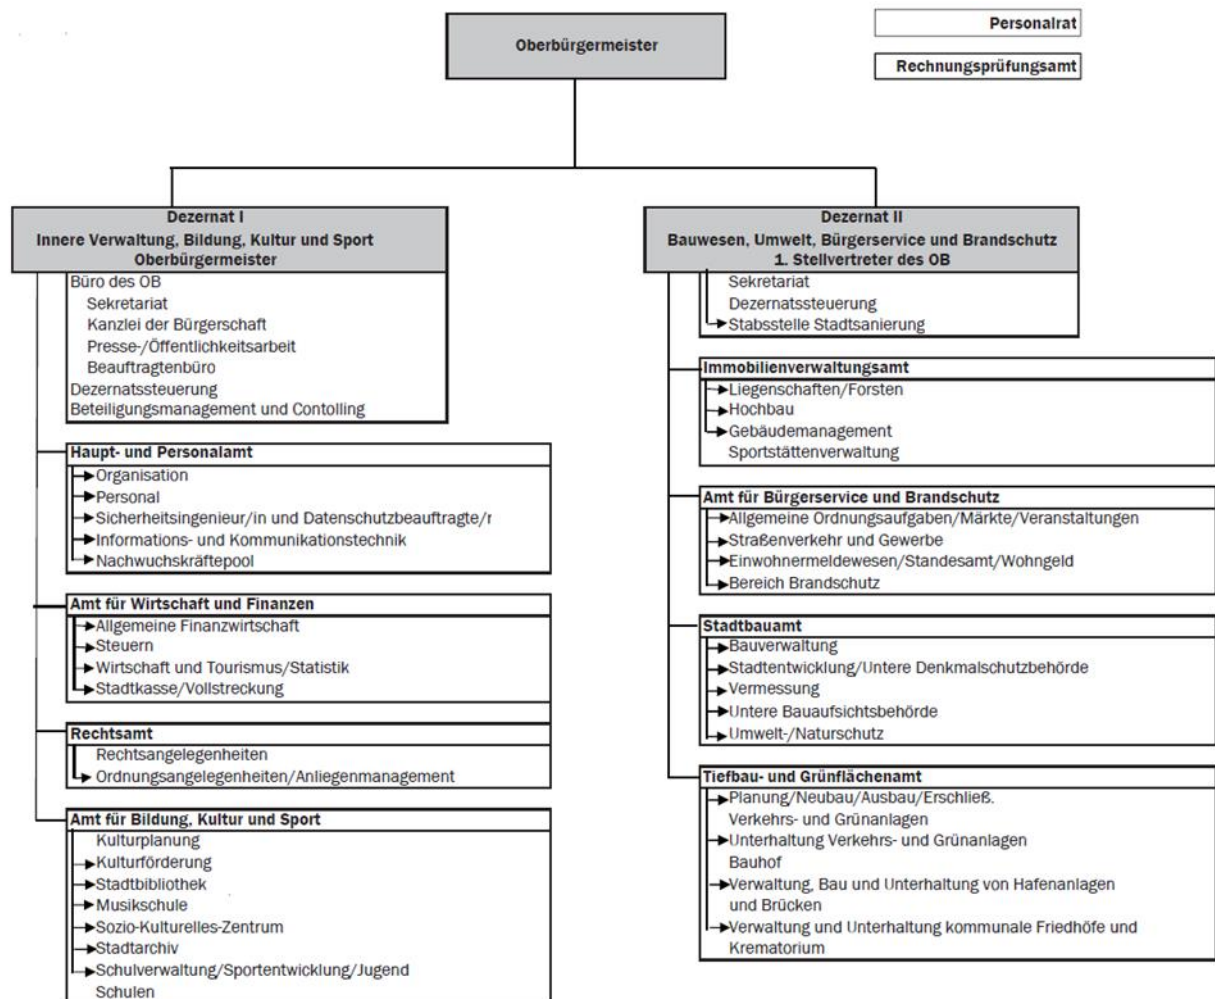 Oberbürgermeister
Personalrat
Rechnungsprüfungsamt
Dezernat I
Innere Verwaltung, Bildung, Kultur und Sport
Oberbürgermeister
Büro des OB
Sekretariat
Kanzlei der Bürgerschaft
Presse-/Öffentlichkeitsarbeit
Beauftragtenbüro
Dezernatssteuerung
Beteiligungsmanagement und Contolling
Haupt- und Personalamt
Organisation
Personal
Sicherheitsingenieur/in und Datenschutzbeauftragte/r
Informations- und Kommunikationstechnik
Nachwuchskräftepool
Amt für Wirtschaft und Finanzen
Allgemeine Finanzwirtschaft
Steuern
Wirtschaft und Tourismus/Statistik
Stadtkasse/Vollstreckung
Rechtsamt
Rechtsangelegenheiten
Ordnungsangelegenheiten/Anliegenmanagement
Amt für Bildung, Kultur und Sport
Kulturplanung
Kulturförderung
Stadtbibliothek
Musikschule
Sozio-Kulturelles-Zentrum
Stadtarchiv
Schulverwaltung/Sportentwicklung/Jugend
Schulen
Dezernat II
Bauwesen, Umwelt, Bürgerservice und Brandschutz
1. Stellvertreter des OB
Sekretariat
Dezernatssteuerung
Stabsstelle Stadtsanierung
Immobilienverwaltungsamt
Liegenschaften/Forsten
Hochbau
Gebäudemanagement
Sportstättenverwaltung
Amt für Bürgerservice und Brandschutz
Allgemeine Ordnungsaufgaben/Märkte/Veranstaltungen
Straßenverkehr und Gewerbe
Einwohnermeldewesen/Standesamt/Wohngeld
Bereich Brandschutz
Stadtbauamt
Bauverwaltung
Stadtentwicklung/Untere Denkmalschutzbehörde
Vermessung
Untere Bauaufsichtsbehörde
Umwelt-/Naturschutz
Tiefbau- und Grünflächenamt
Planung/Neubau/Ausbau/Erschließ.
Verkehrs- und Grünanlagen
Unterhaltung Verkehrs- und Grünanlagen
Bauhof
Verwaltung, Bau und Unterhaltung von Hafenanlagen
und Brücken
Verwaltung und Unterhaltung kommunale Friedhöfe und
Krematorium